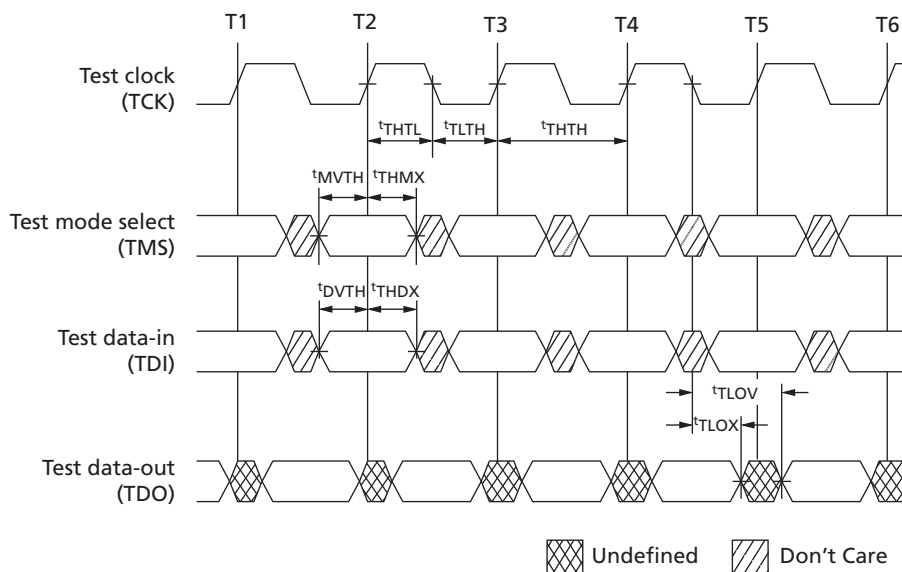 T1 T2 T3 T4 T5 T6
Test clock
(TCK)
tTHTL tTLTH tTHTH
tMVTH tTHMX
Test mode select
(TMS)
tDVTH tTHDX
Test data-in
(TDI)
tTLOV
tTLOX
Test data-out
(TDO)
Undefined Don't Care